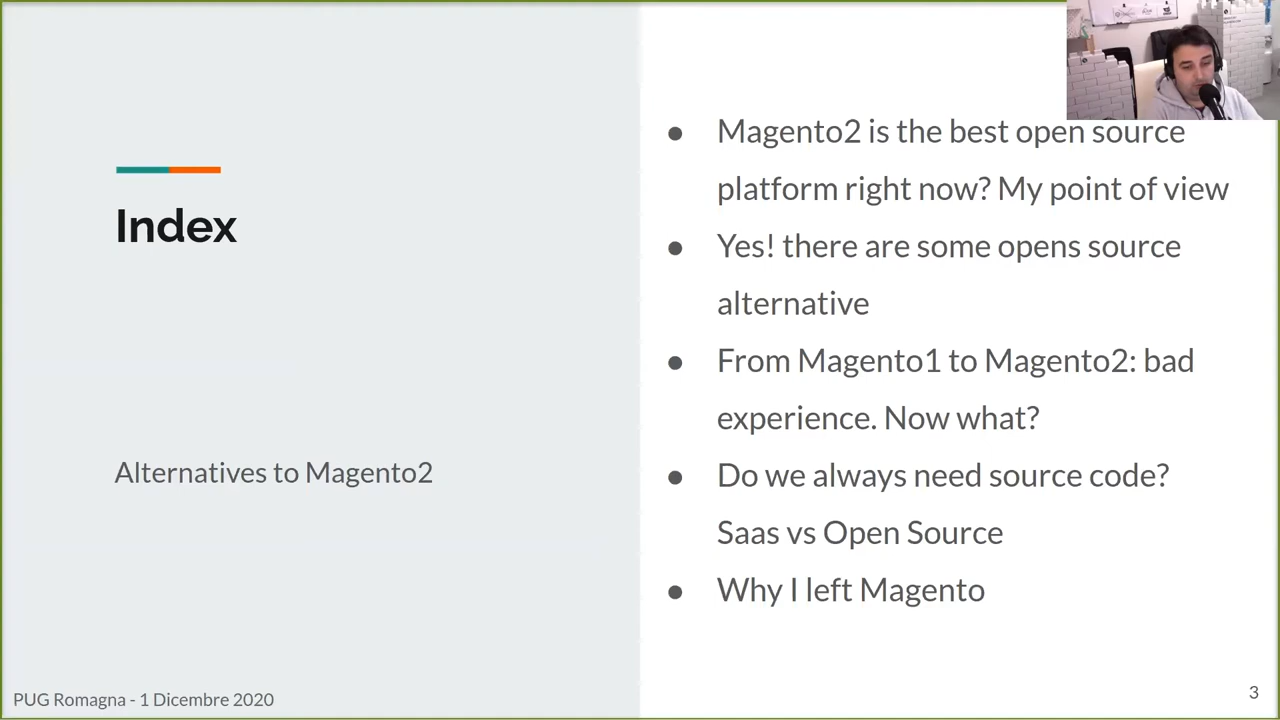 Index
Alternatives to Magento2
● Magento2 is the best open source
platform right now? My point of view
● Yes! there are some opens source
alternative
● From Magento1 to Magento2: bad
experience. Now what?
● Do we always need source code?
Saas vs Open Source
● Why I left Magento
PUG Romagna - 1 Dicembre 2020
3